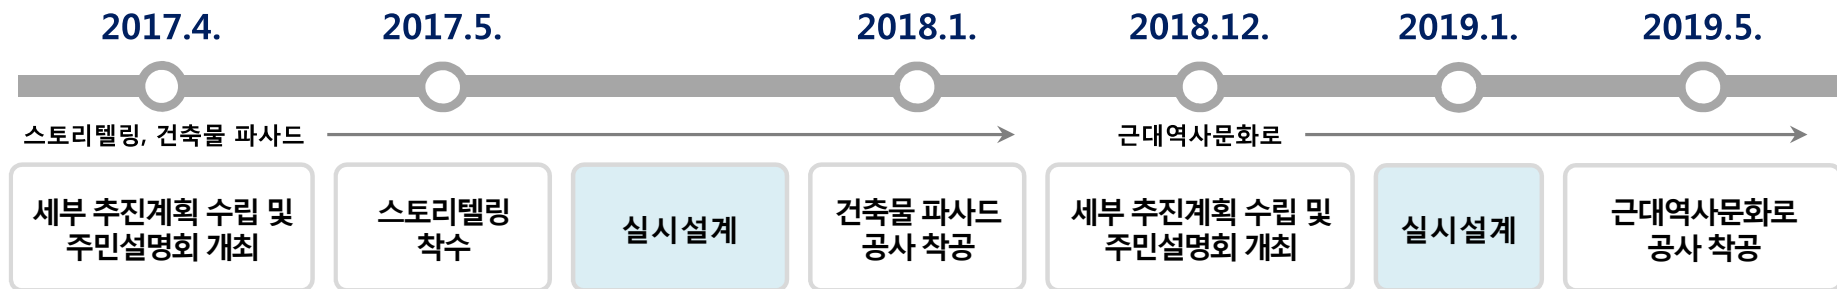 2017.4.
2017.5.
2018.1.
2018.12.
2019.1.
2019.5.
스토리텔링, 건축물 파사드
근대역사문화로
세부 추진계획 수립 및
주민설명회 개최
스토리텔링
착수
실시설계
건축물 파사드
공사 착공
세부 추진계획 수립 및
주민설명회 개최
실시설계
근대역사문화로
공사 착공